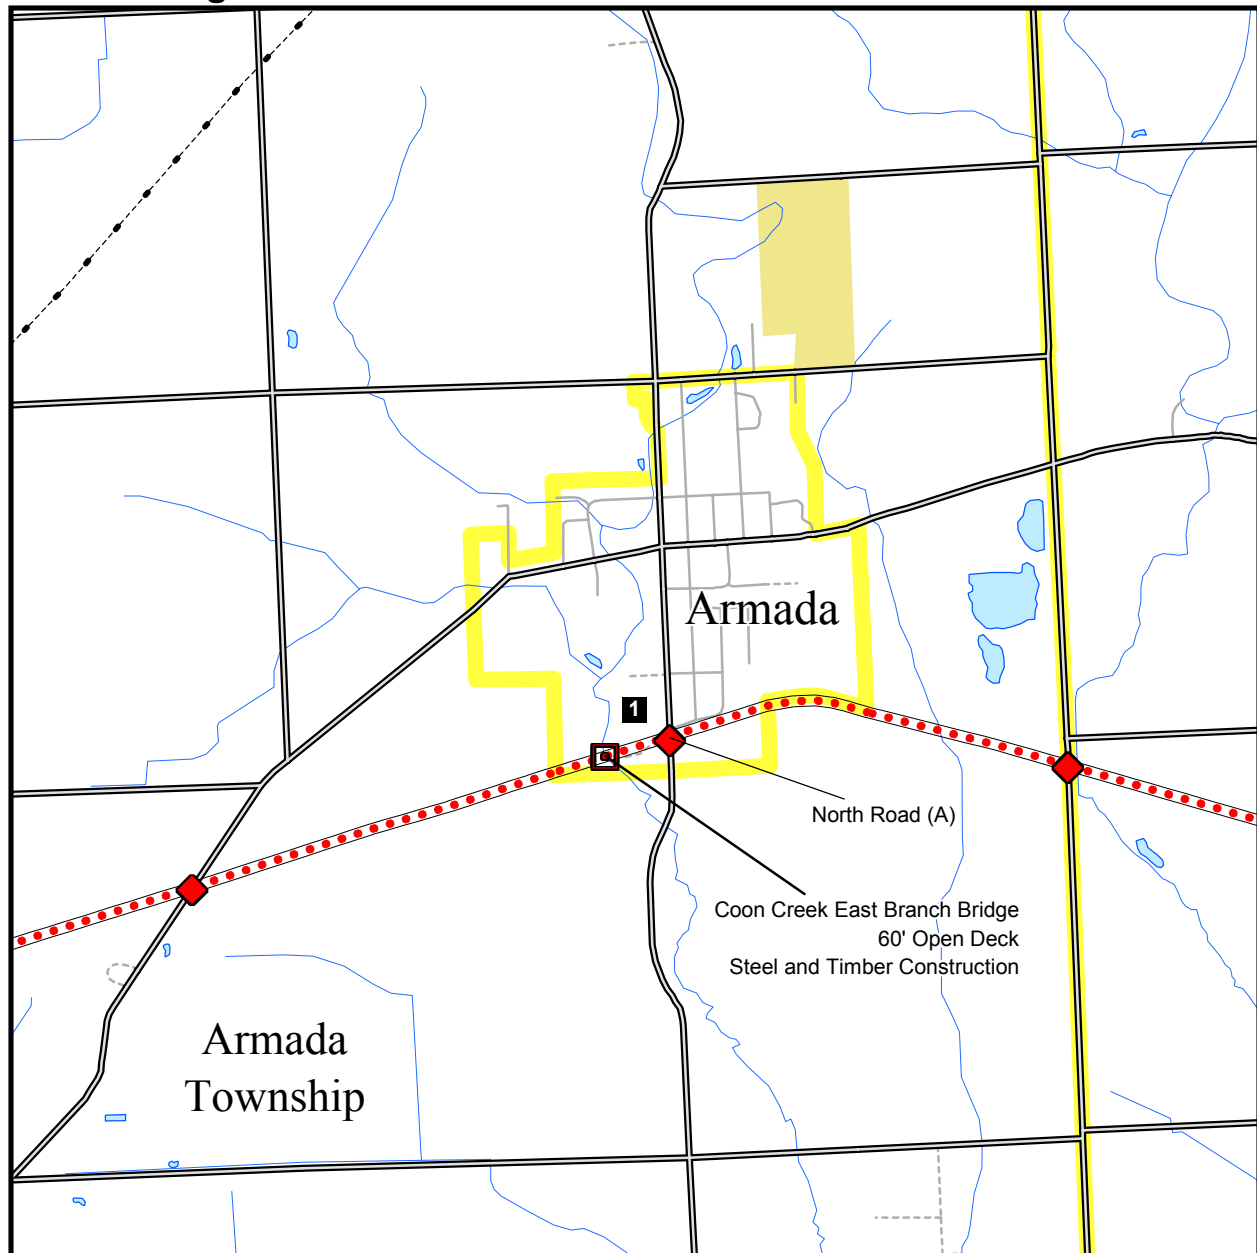 Armada
1
North Road (A)
Coon Creek East Branch Bridge
60' Open Deck
Steel and Timber Construction
Armada
Township